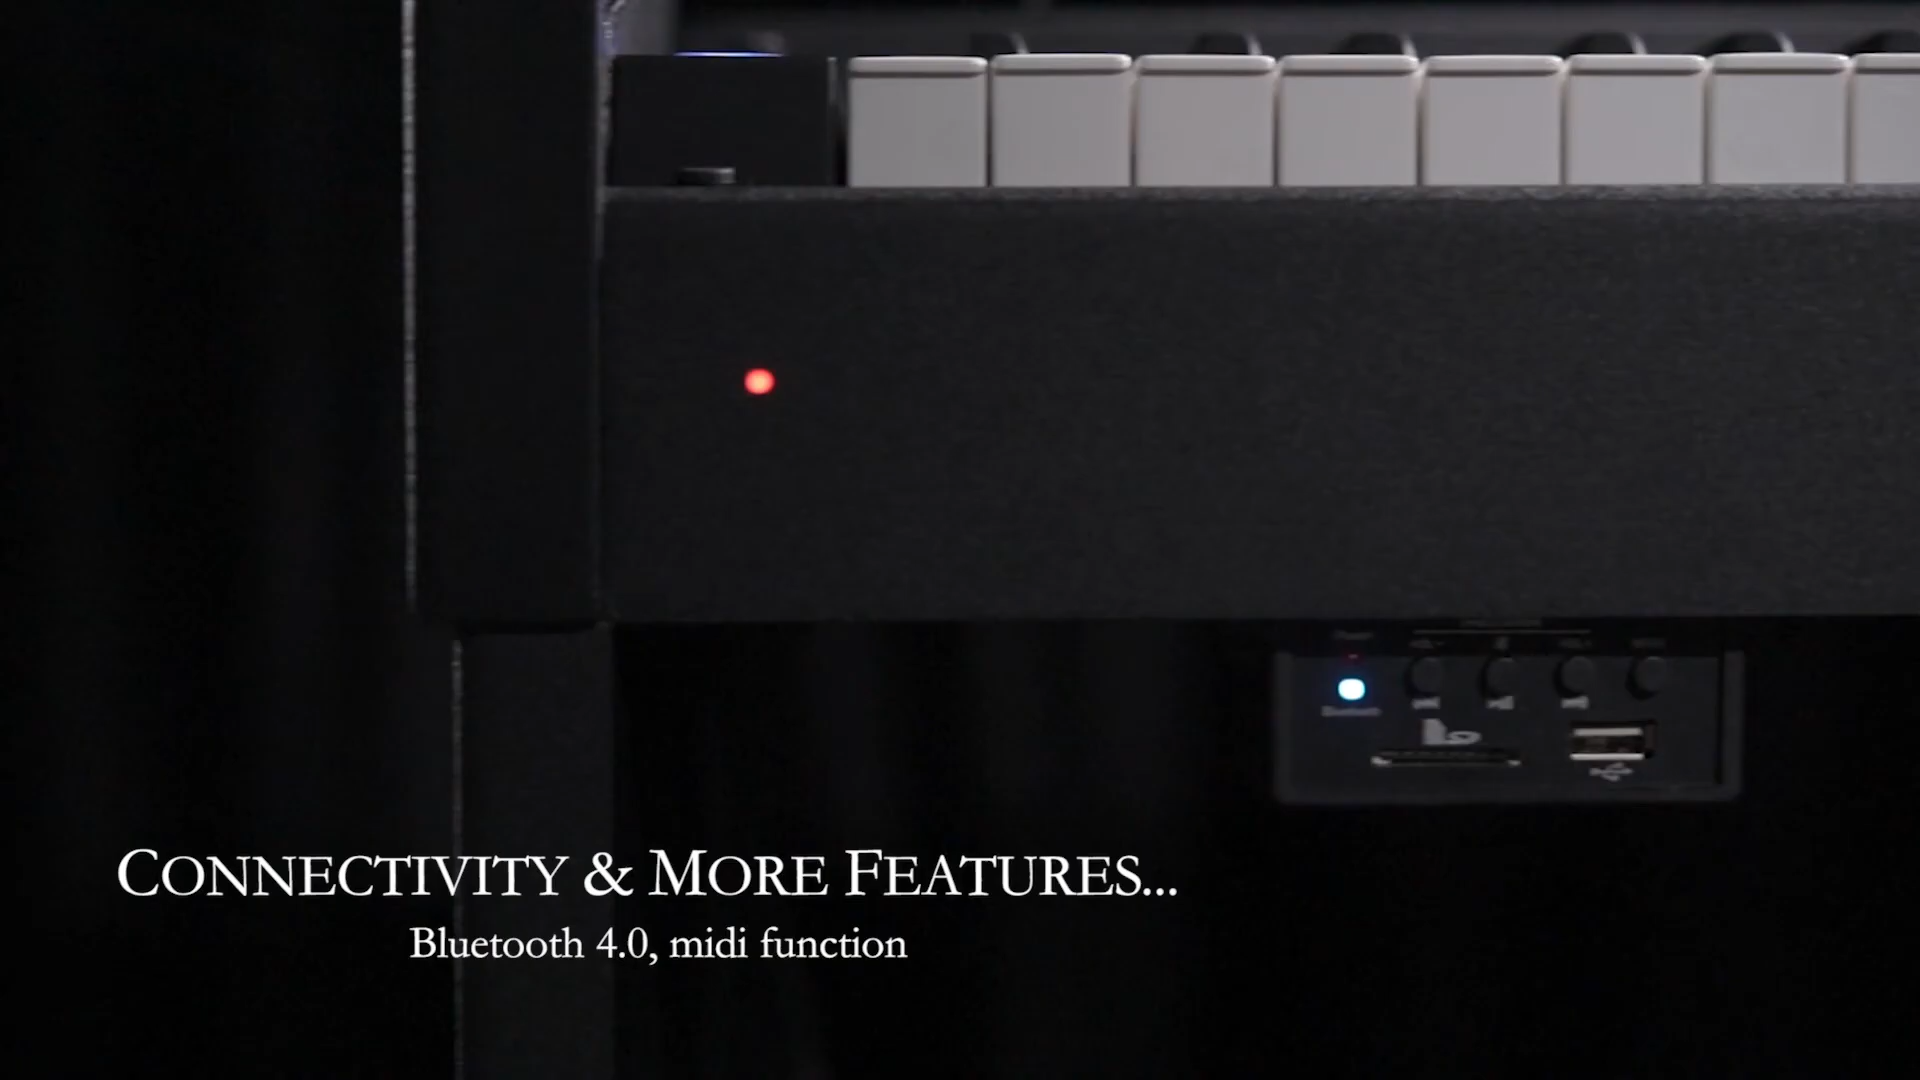 CONNECTIVITY & MORE FEATURES...
Bluetooth 4.0, midi function